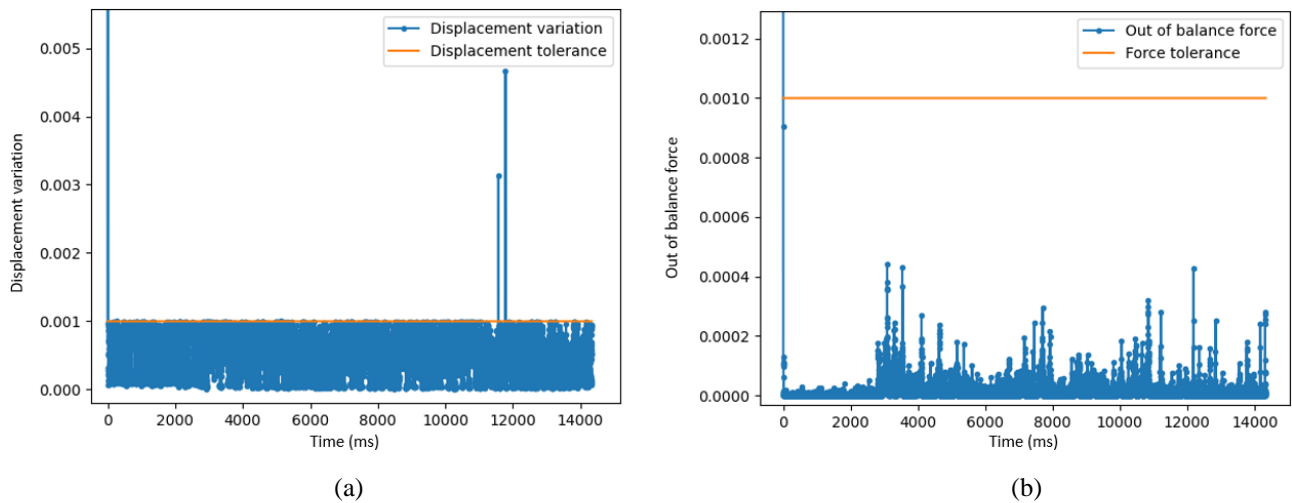 Displacement variation
Displacement tolerance
Displacement variation
0.005
0.004
0.003
0.002
0.001
0.000
0 2000 4000 6000 8000 10000 12000 14000
Time (ms)
(a)
Out of balance force
Force tolerance
Out of balance force
0.0012
0.0010
0.0008
0.0006
0.0004
0.0002
0.0000
0 2000 4000 6000 8000 10000 12000 14000
Time (ms)
(b)